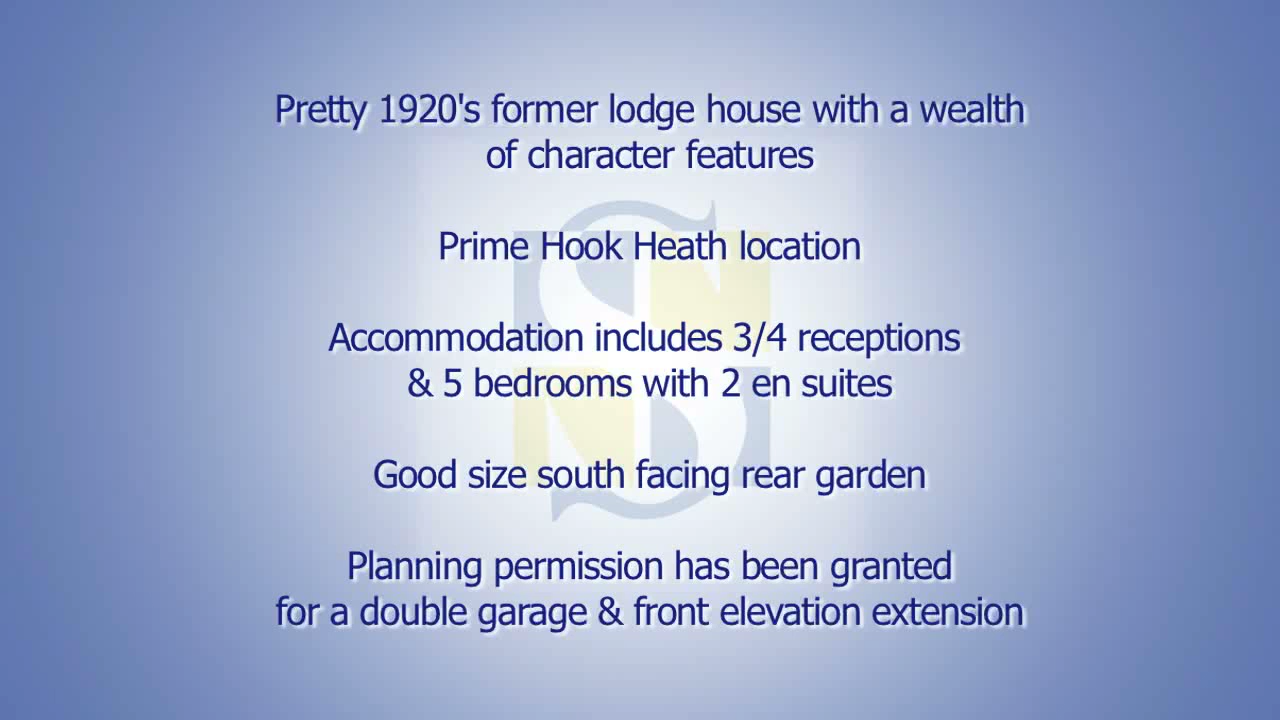 Pretty 1920's former lodge house with a wealth
of character features
Prime Hook Heath location
Accommodation includes 3/4 receptions
& 5 bedrooms with 2 en suites
Good size south facing rear garden
Planning permission has been granted
for a double garage & front elevation extension